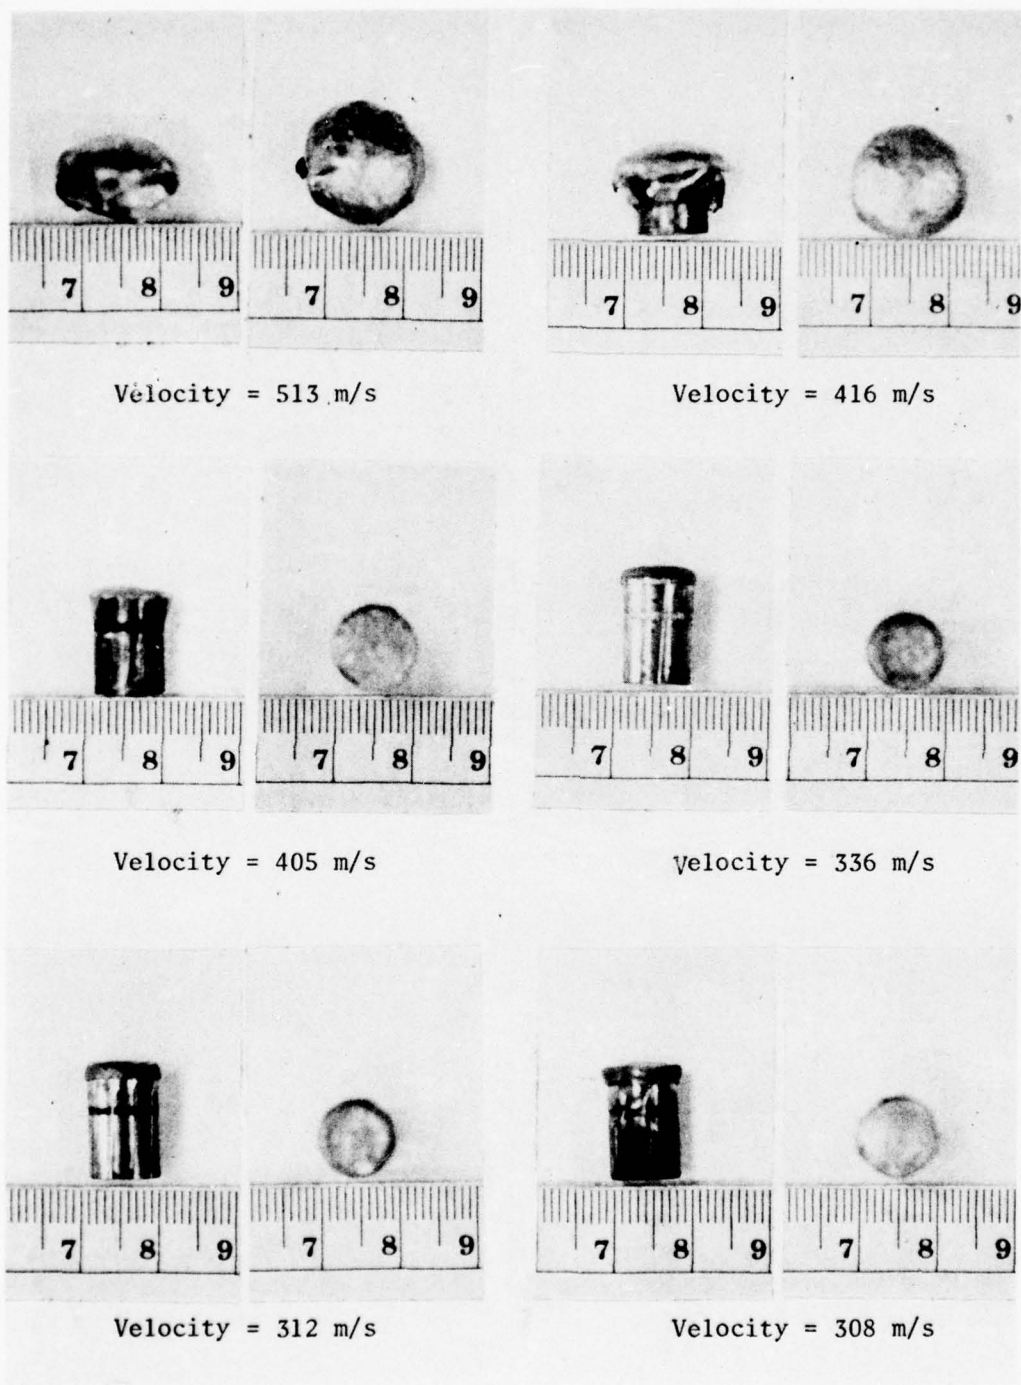 7 8 9 7 8 9 7 8 9 7 8 9
Velocity = 513 m/s Velocity = 416 m/s
7 8 9 7 8 9 7 8 9 7 8 9
Velocity = 405 m/s Velocity = 336 m/s
7 8 9 7 8 9 7 8 9 7 8 9
Velocity = 312 m/s Velocity = 308 m/s